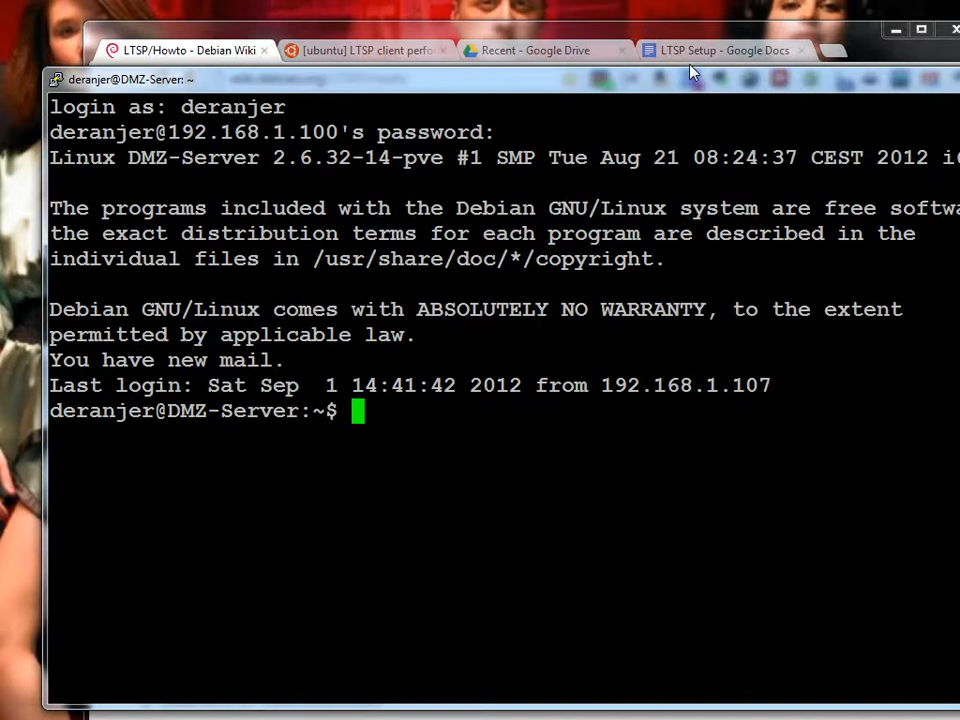 LTSP/Howto - Debian Wiki
[ubuntu] LTSP client perfo
Recent - Google Drive
LTSP Setup - Google Docs
deranjer@DMZ-Server: ~
login as: deranjer
deranjer@192.168.1.100's password:
Linux DMZ-Server 2.6.32-14-pve #1 SMP Tue Aug 21 08:24:37 CEST 2012 i
The programs included with the Debian GNU/Linux system are free softwa
the exact distribution terms for each program are described in the
individual files in /usr/share/doc/*/copyright.
Debian GNU/Linux comes with ABSOLUTELY NO WARRANTY, to the extent
permitted by applicable law.
You have new mail.
Last login: Sat Sep  1 14:41:42 2012 from 192.168.1.107
deranjer@DMZ-Server:~$